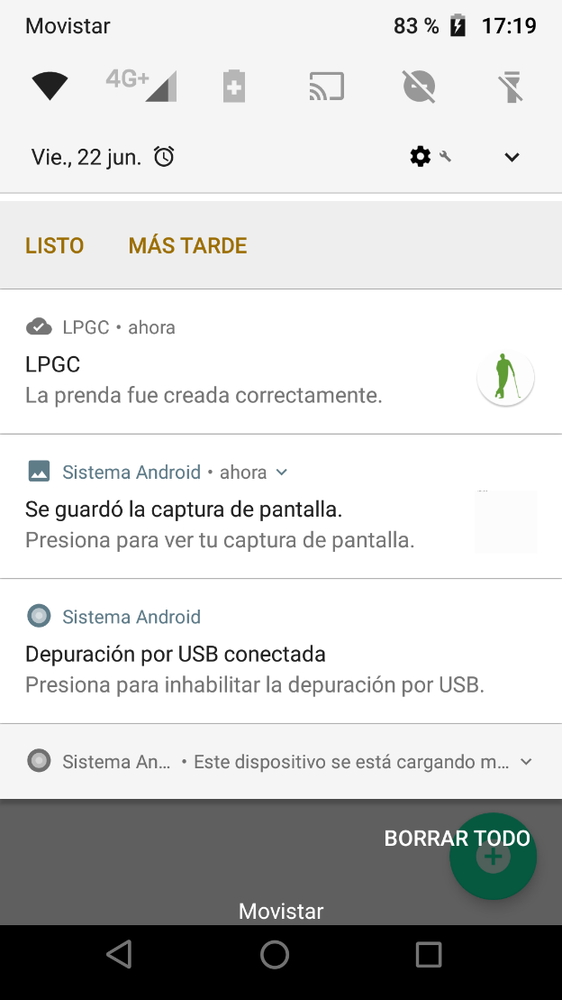 Movistar 83 % 17:19
4G+
Vie., 22 jun.
LISTO MÁS TARDE
LPGC • ahora
LPGC
La prenda fue creada correctamente.
Sistema Android • ahora
Se guardó la captura de pantalla.
Presiona para ver tu captura de pantalla.
Sistema Android
Depuración por USB conectada
Presiona para inhabilitar la depuración por USB.
Sistema An... • Este dispositivo se está cargando m...
BORRAR TODO
Movistar